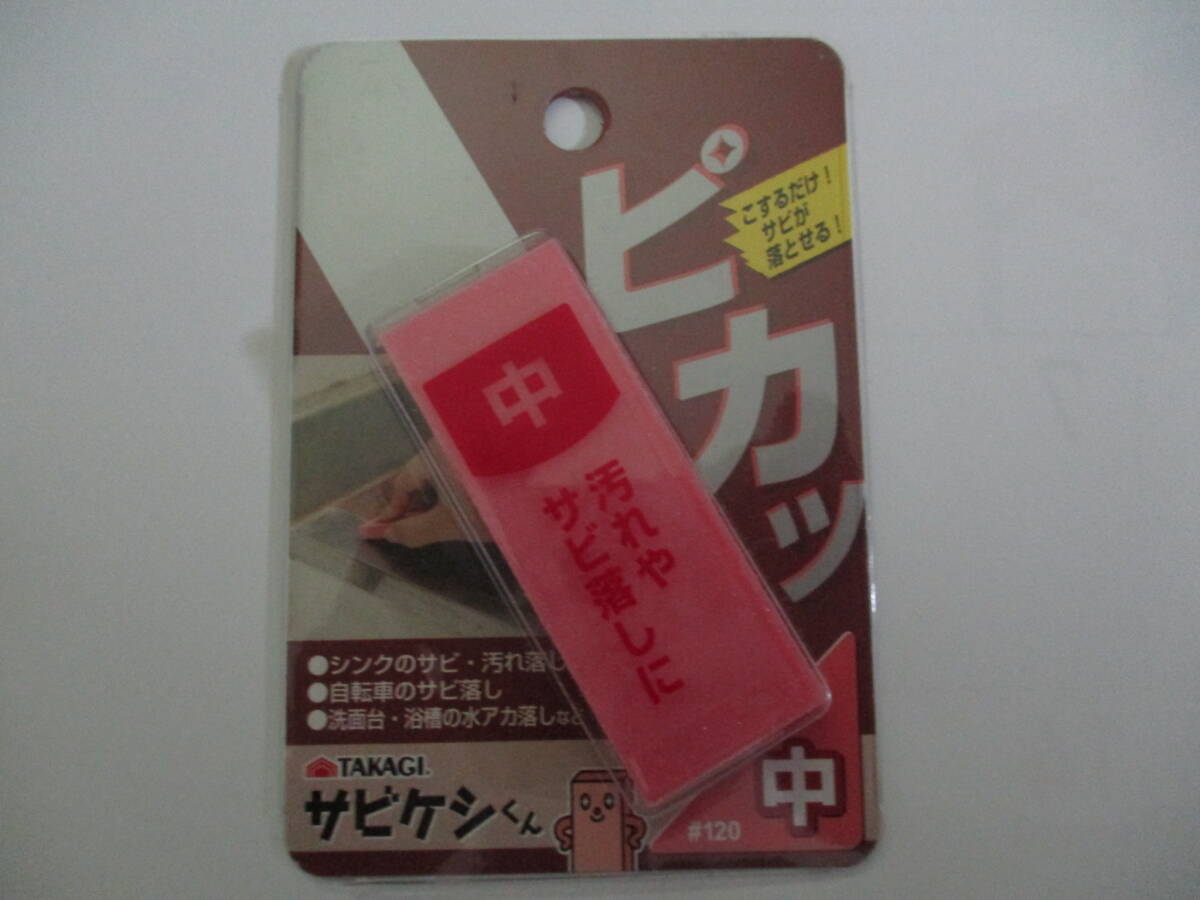 ピカッ
こするだけ!
サビが
落とせる!
中
汚れや
サビ落しに
●シンクのサビ・汚れ落し
●自転車のサビ落し
●洗面台・浴槽の水アカ落しなど
TAKAGI.
サビケシくん
#120
中